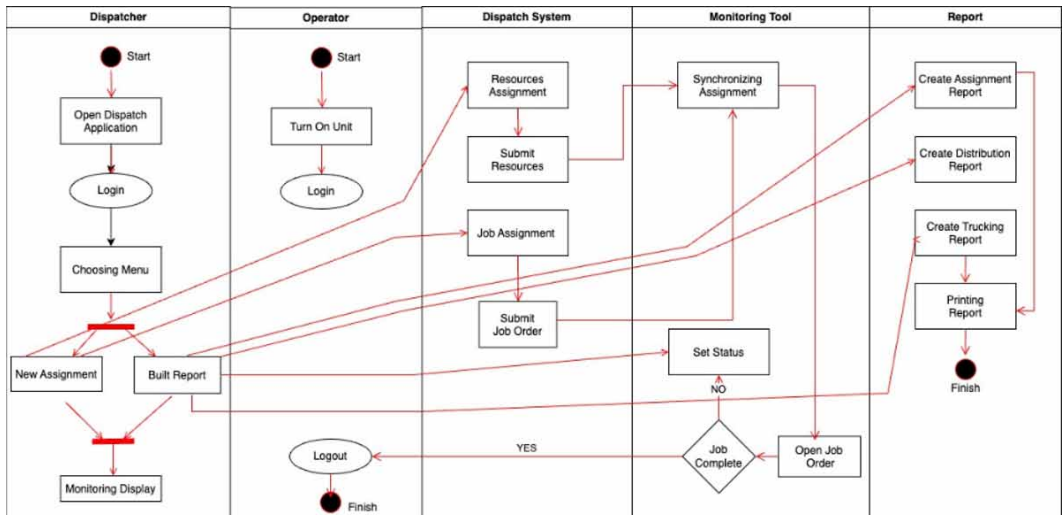 Dispatcher
Operator
Dispatch System
Monitoring Tool
Report
Start
Open Dispatch
Application
Login
Choosing Menu
New Assignment
Built Report
Monitoring Display
Start
Turn On Unit
Login
Logout
Finish
Resources
Assignment
Submit
Resources
Job Assignment
Submit
Job Order
YES
Synchronizing
Assignment
Set Status
NO
Job
Complete
Open Job
Order
Create Assignment
Report
Create Distribution
Report
Create Trucking
Report
Printing
Report
Finish